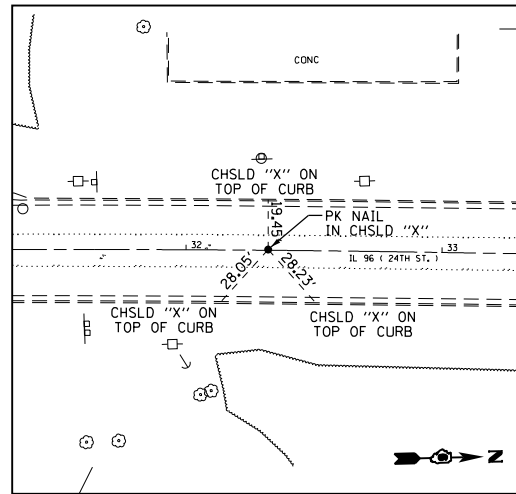 CONC
CHSLD "X" ON
TOP OF CURB
19.45'
PK NAIL
IN CHSLD "X"
32
33
IL 96 ( 24TH ST. )
28.05'
28.23'
CHSLD "X" ON
TOP OF CURB
CHSLD "X" ON
TOP OF CURB
N